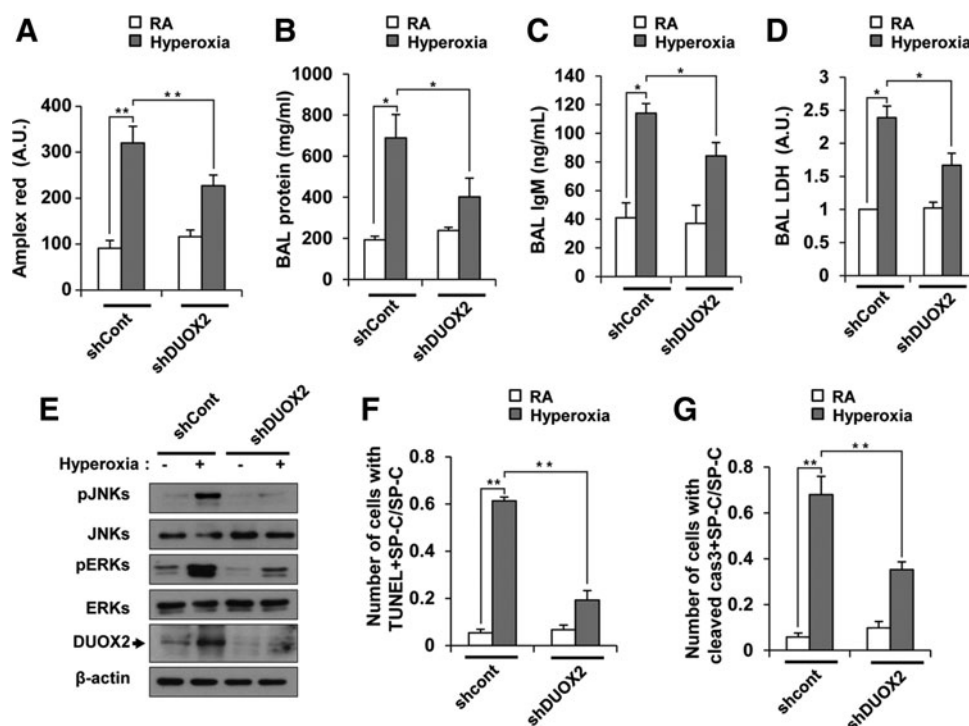 A
RA
Hyperoxia
Amplex red (A.U.)
400
300
200
100
0
**
* *
shCont
shDUOX2
B
RA
Hyperoxia
BAL protein (mg/ml)
1000
800
600
400
200
0
*
*
shCont
shDUOX2
C
RA
Hyperoxia
BAL IgM (ng/mL)
140
120
100
80
60
40
20
0
*
*
shCont
shDUOX2
D
RA
Hyperoxia
BAL LDH (A.U.)
3
2.5
2
1.5
1
0.5
0
*
*
shCont
shDUOX2
E
shCont
shDUOX2
Hyperoxia : - + - +
pJNKs
JNKs
pERKs
ERKs
DUOX2
β-actin
F
RA
Hyperoxia
Number of cells with
TUNEL+SP-C/SP-C
0.8
0.6
0.4
0.2
0
**
* *
shcont
shDUOX2
G
RA
Hyperoxia
Number of cells with
cleaved cas3+SP-C/SP-C
0.8
0.6
0.4
0.2
0
**
* *
shcont
shDUOX2